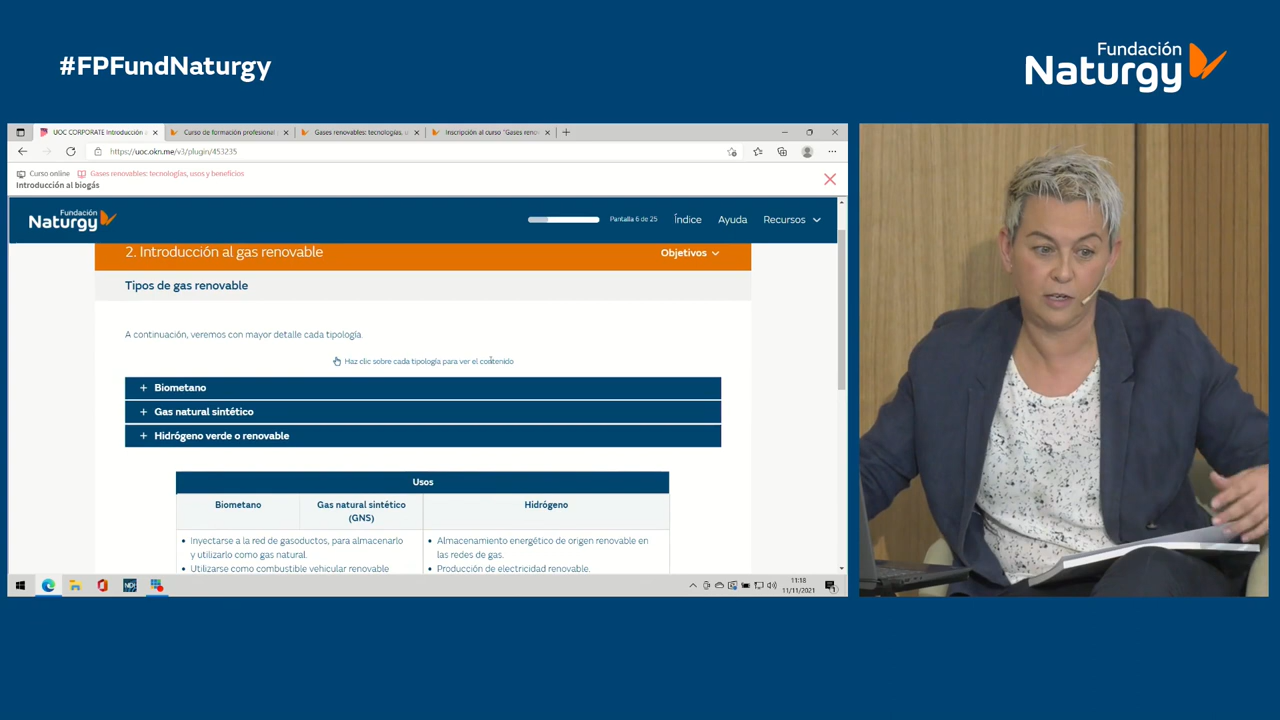 #FPFundNaturgy
Fundación
Naturgy
UOC CORPORATE Introducción
Curso de formación profesional
Gases renovables: tecnologías, u
Inscripción al curso "Gases reno
https://uoc.okn.me/v3/plugin/453235
Curso online
Gases renovables: tecnologías, usos y beneficios
Introducción al biogás
Fundación
Naturgy
Pantalla 6 de 25
Índice
Ayuda
Recursos
2. Introducción al gas renovable
Objetivos
Tipos de gas renovable
A continuación, veremos con mayor detalle cada tipología
Haz clic sobre cada tipología para ver el contenido
+ Biometano
+ Gas natural sintético
+ Hidrógeno verde o renovable
Usos
Biometano
Gas natural sintético
(GNS)
Hidrógeno
• Inyectarse a la red de gasoductos, para almacenarlo
y utilizarlo como gas natural.
• Utilizarse como combustible vehicular renovable
• Almacenamiento energético de origen renovable en
las redes de gas.
• Producción de electricidad renovable.
11:18
11/11/2021